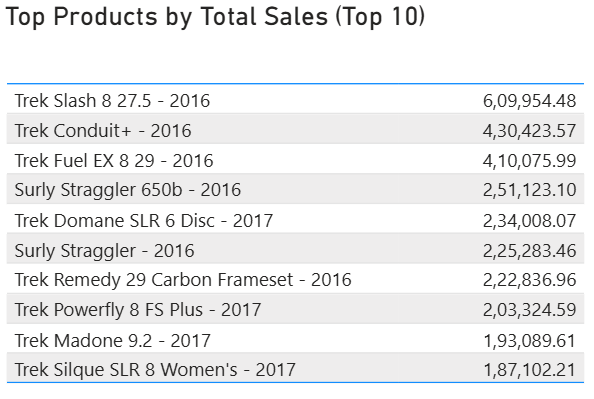 Top Products by Total Sales (Top 10)
Trek Slash 8 27.5 - 2016 6,09,954.48
Trek Conduit+ - 2016 4,30,423.57
Trek Fuel EX 8 29 - 2016 4,10,075.99
Surly Straggler 650b - 2016 2,51,123.10
Trek Domane SLR 6 Disc - 2017 2,34,008.07
Surly Straggler - 2016 2,25,283.46
Trek Remedy 29 Carbon Frameset - 2016 2,22,836.96
Trek Powerfly 8 FS Plus - 2017 2,03,324.59
Trek Madone 9.2 - 2017 1,93,089.61
Trek Silque SLR 8 Women's - 2017 1,87,102.21